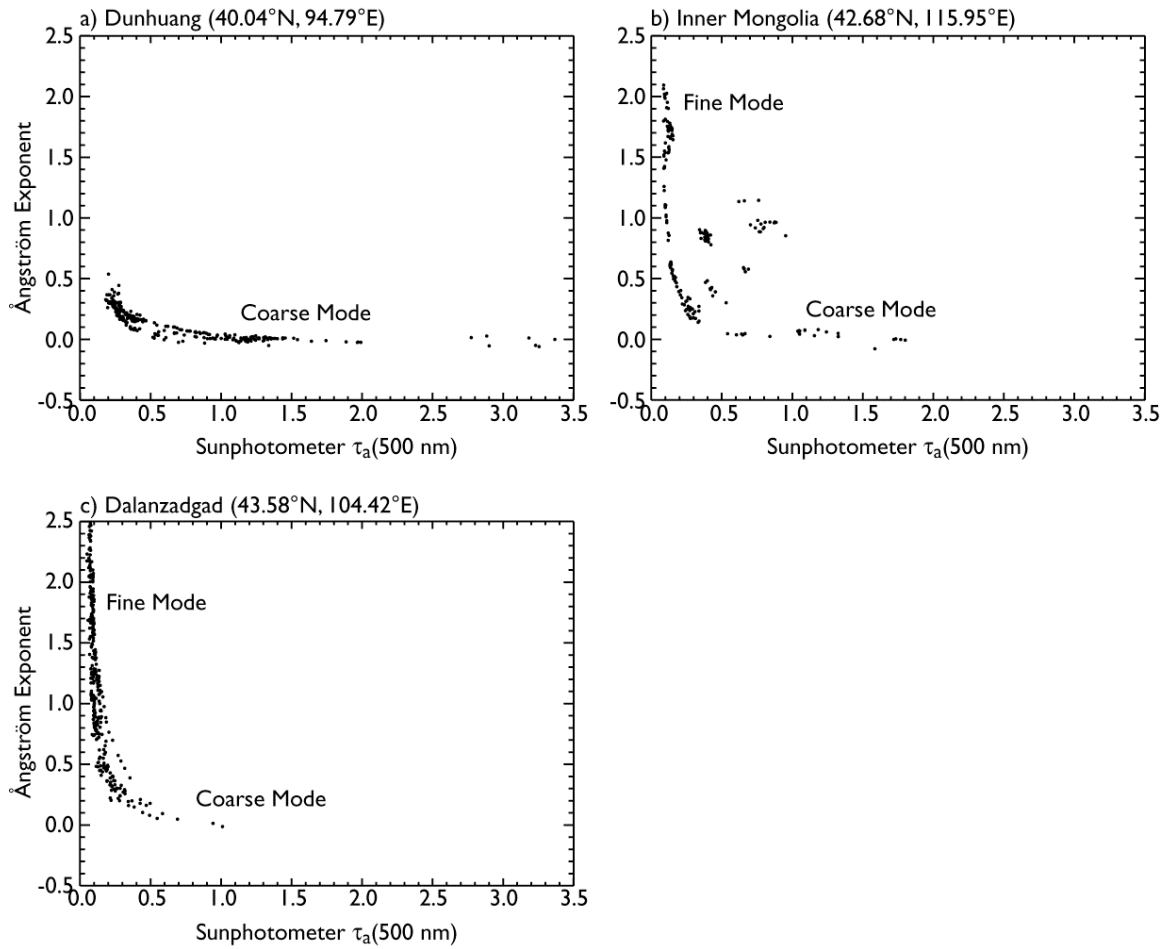 a) Dunhuang (40.04°N, 94.79°E)
2.5
2.0
1.5
1.0
0.5
0.0
-0.5
Ångström Exponent
Coarse Mode
0.0 0.5 1.0 1.5 2.0 2.5 3.0 3.5
Sunphotometer τa(500 nm)
b) Inner Mongolia (42.68°N, 115.95°E)
2.5
2.0
1.5
1.0
0.5
0.0
-0.5
Fine Mode
Coarse Mode
0.0 0.5 1.0 1.5 2.0 2.5 3.0 3.5
Sunphotometer τa(500 nm)
c) Dalanzadgad (43.58°N, 104.42°E)
2.5
2.0
1.5
1.0
0.5
0.0
-0.5
Ångström Exponent
Fine Mode
Coarse Mode
0.0 0.5 1.0 1.5 2.0 2.5 3.0 3.5
Sunphotometer τa(500 nm)